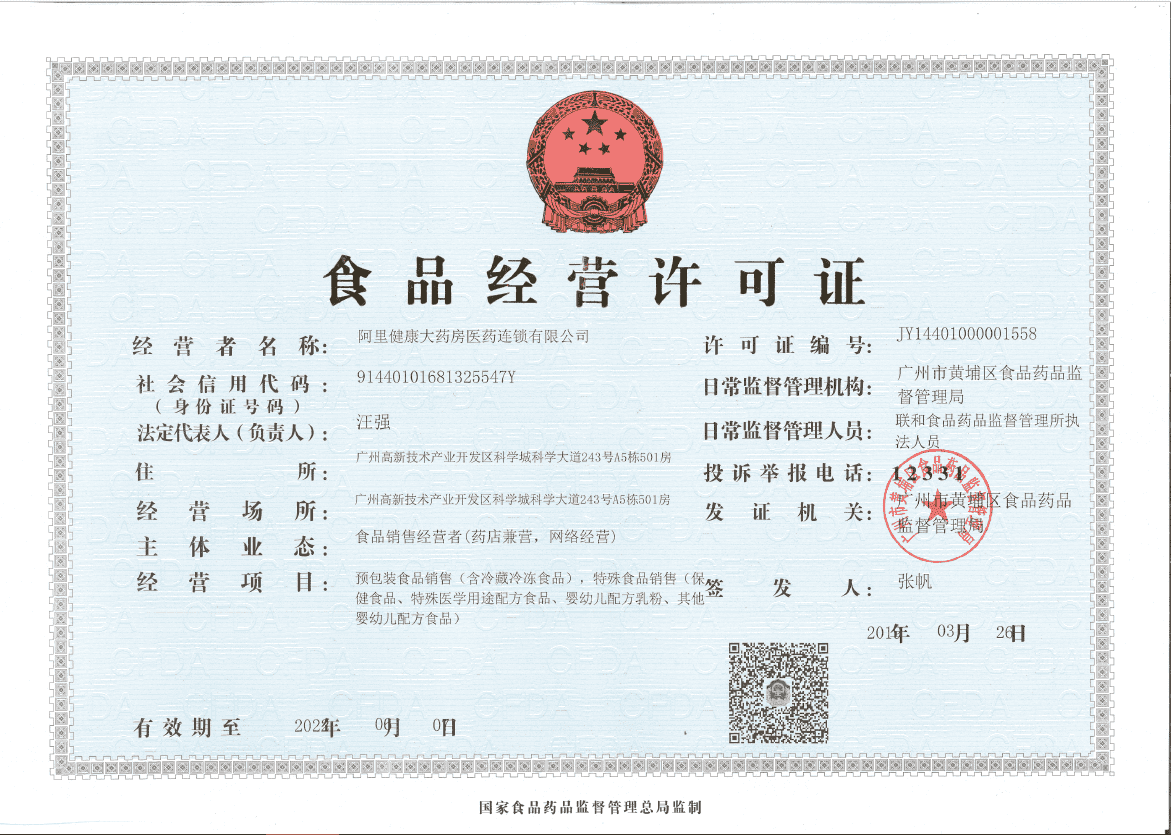 食品经营许可证
经营者名称: 阿里健康大药房医药连锁有限公司
社会信用代码: 91440101681325547Y
(身份证号码)
法定代表人(负责人): 汪强
住所: 广州高新技术产业开发区科学城科学大道243号A5栋501房
经营场所: 广州高新技术产业开发区科学城科学大道243号A5栋501房
主体业态: 食品销售经营者(药店兼营，网络经营)
经营项目: 预包装食品销售（含冷藏冷冻食品），特殊食品销售（保
健食品、特殊医学用途配方食品、婴幼儿配方乳粉、其他
婴幼儿配方食品）
许可证编号: JY14401000001558
日常监督管理机构: 广州市黄埔区食品药品监
督管理局
日常监督管理人员: 联和食品药品监督管理所执
法人员
投诉举报电话: 12331
发证机关: 广州市黄埔区食品药品
监督管理局
签发人: 张帆
年 03月 26日
有效期至 2022年 月 日
国家食品药品监督管理总局监制